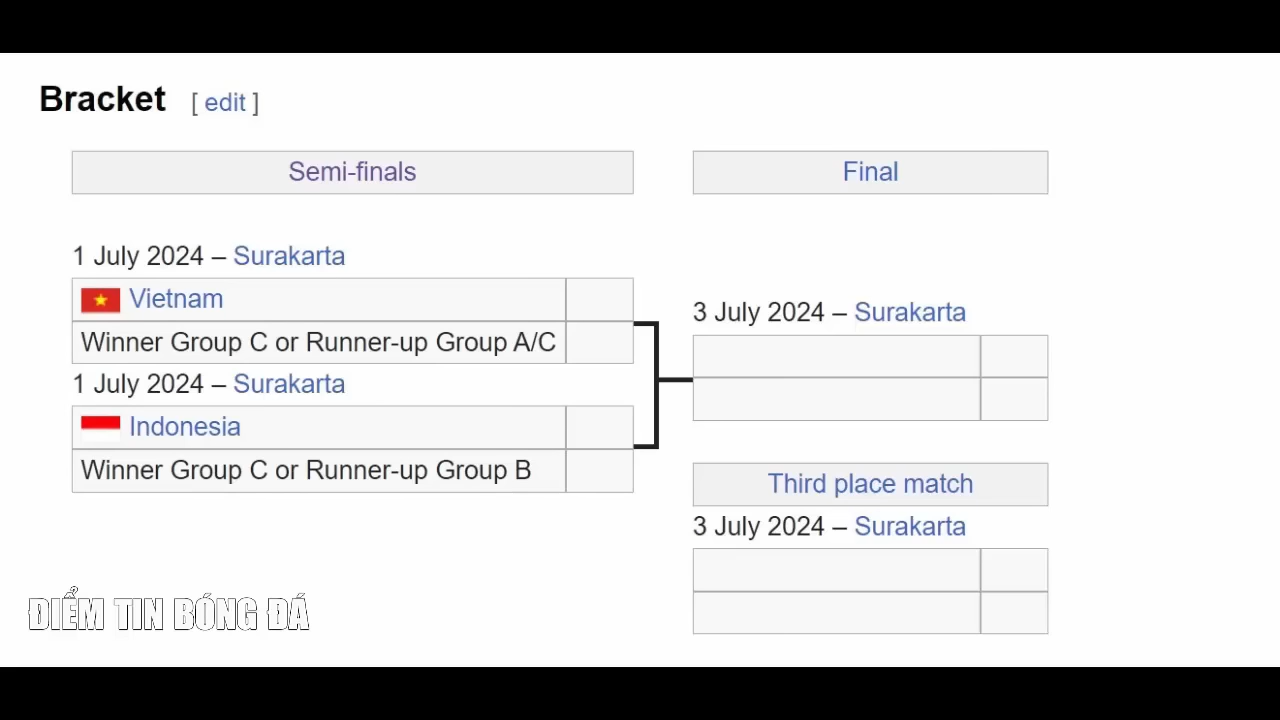 Bracket [ edit ]
Semi-finals
Final
1 July 2024 – Surakarta
Vietnam
Winner Group C or Runner-up Group A/C
1 July 2024 – Surakarta
Indonesia
Winner Group C or Runner-up Group B
3 July 2024 – Surakarta
Third place match
3 July 2024 – Surakarta
ĐIỂM TIN BÓNG ĐÁ